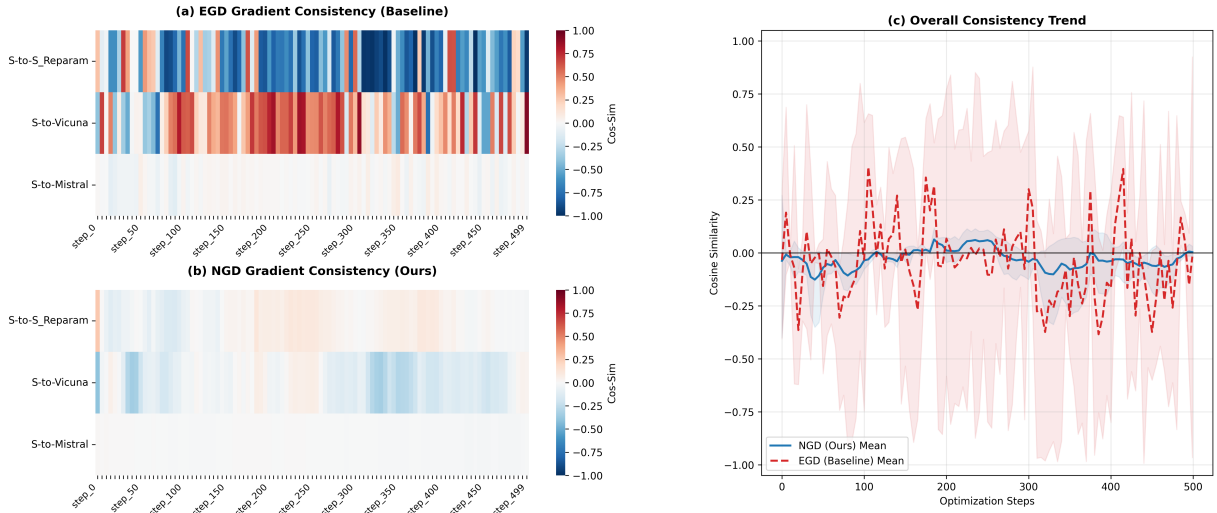 (a) EGD Gradient Consistency (Baseline)
S-to-S_Reparam
S-to-Vicuna
S-to-Mistral
1.00
0.75
0.50
0.25
0.00
−0.25
−0.50
−0.75
−1.00
Cos-Sim
step_0
step_50
step_100
step_150
step_200
step_250
step_300
step_350
step_400
step_450
step_499
(b) NGD Gradient Consistency (Ours)
S-to-S_Reparam
S-to-Vicuna
S-to-Mistral
1.00
0.75
0.50
0.25
0.00
−0.25
−0.50
−0.75
−1.00
Cos-Sim
step_0
step_50
step_100
step_150
step_200
step_250
step_300
step_350
step_400
step_450
step_499
(c) Overall Consistency Trend
Cosine Similarity
1.00
0.75
0.50
0.25
0.00
−0.25
−0.50
−0.75
−1.00
NGD (Ours) Mean
EGD (Baseline) Mean
0
100
200
300
400
500
Optimization Steps